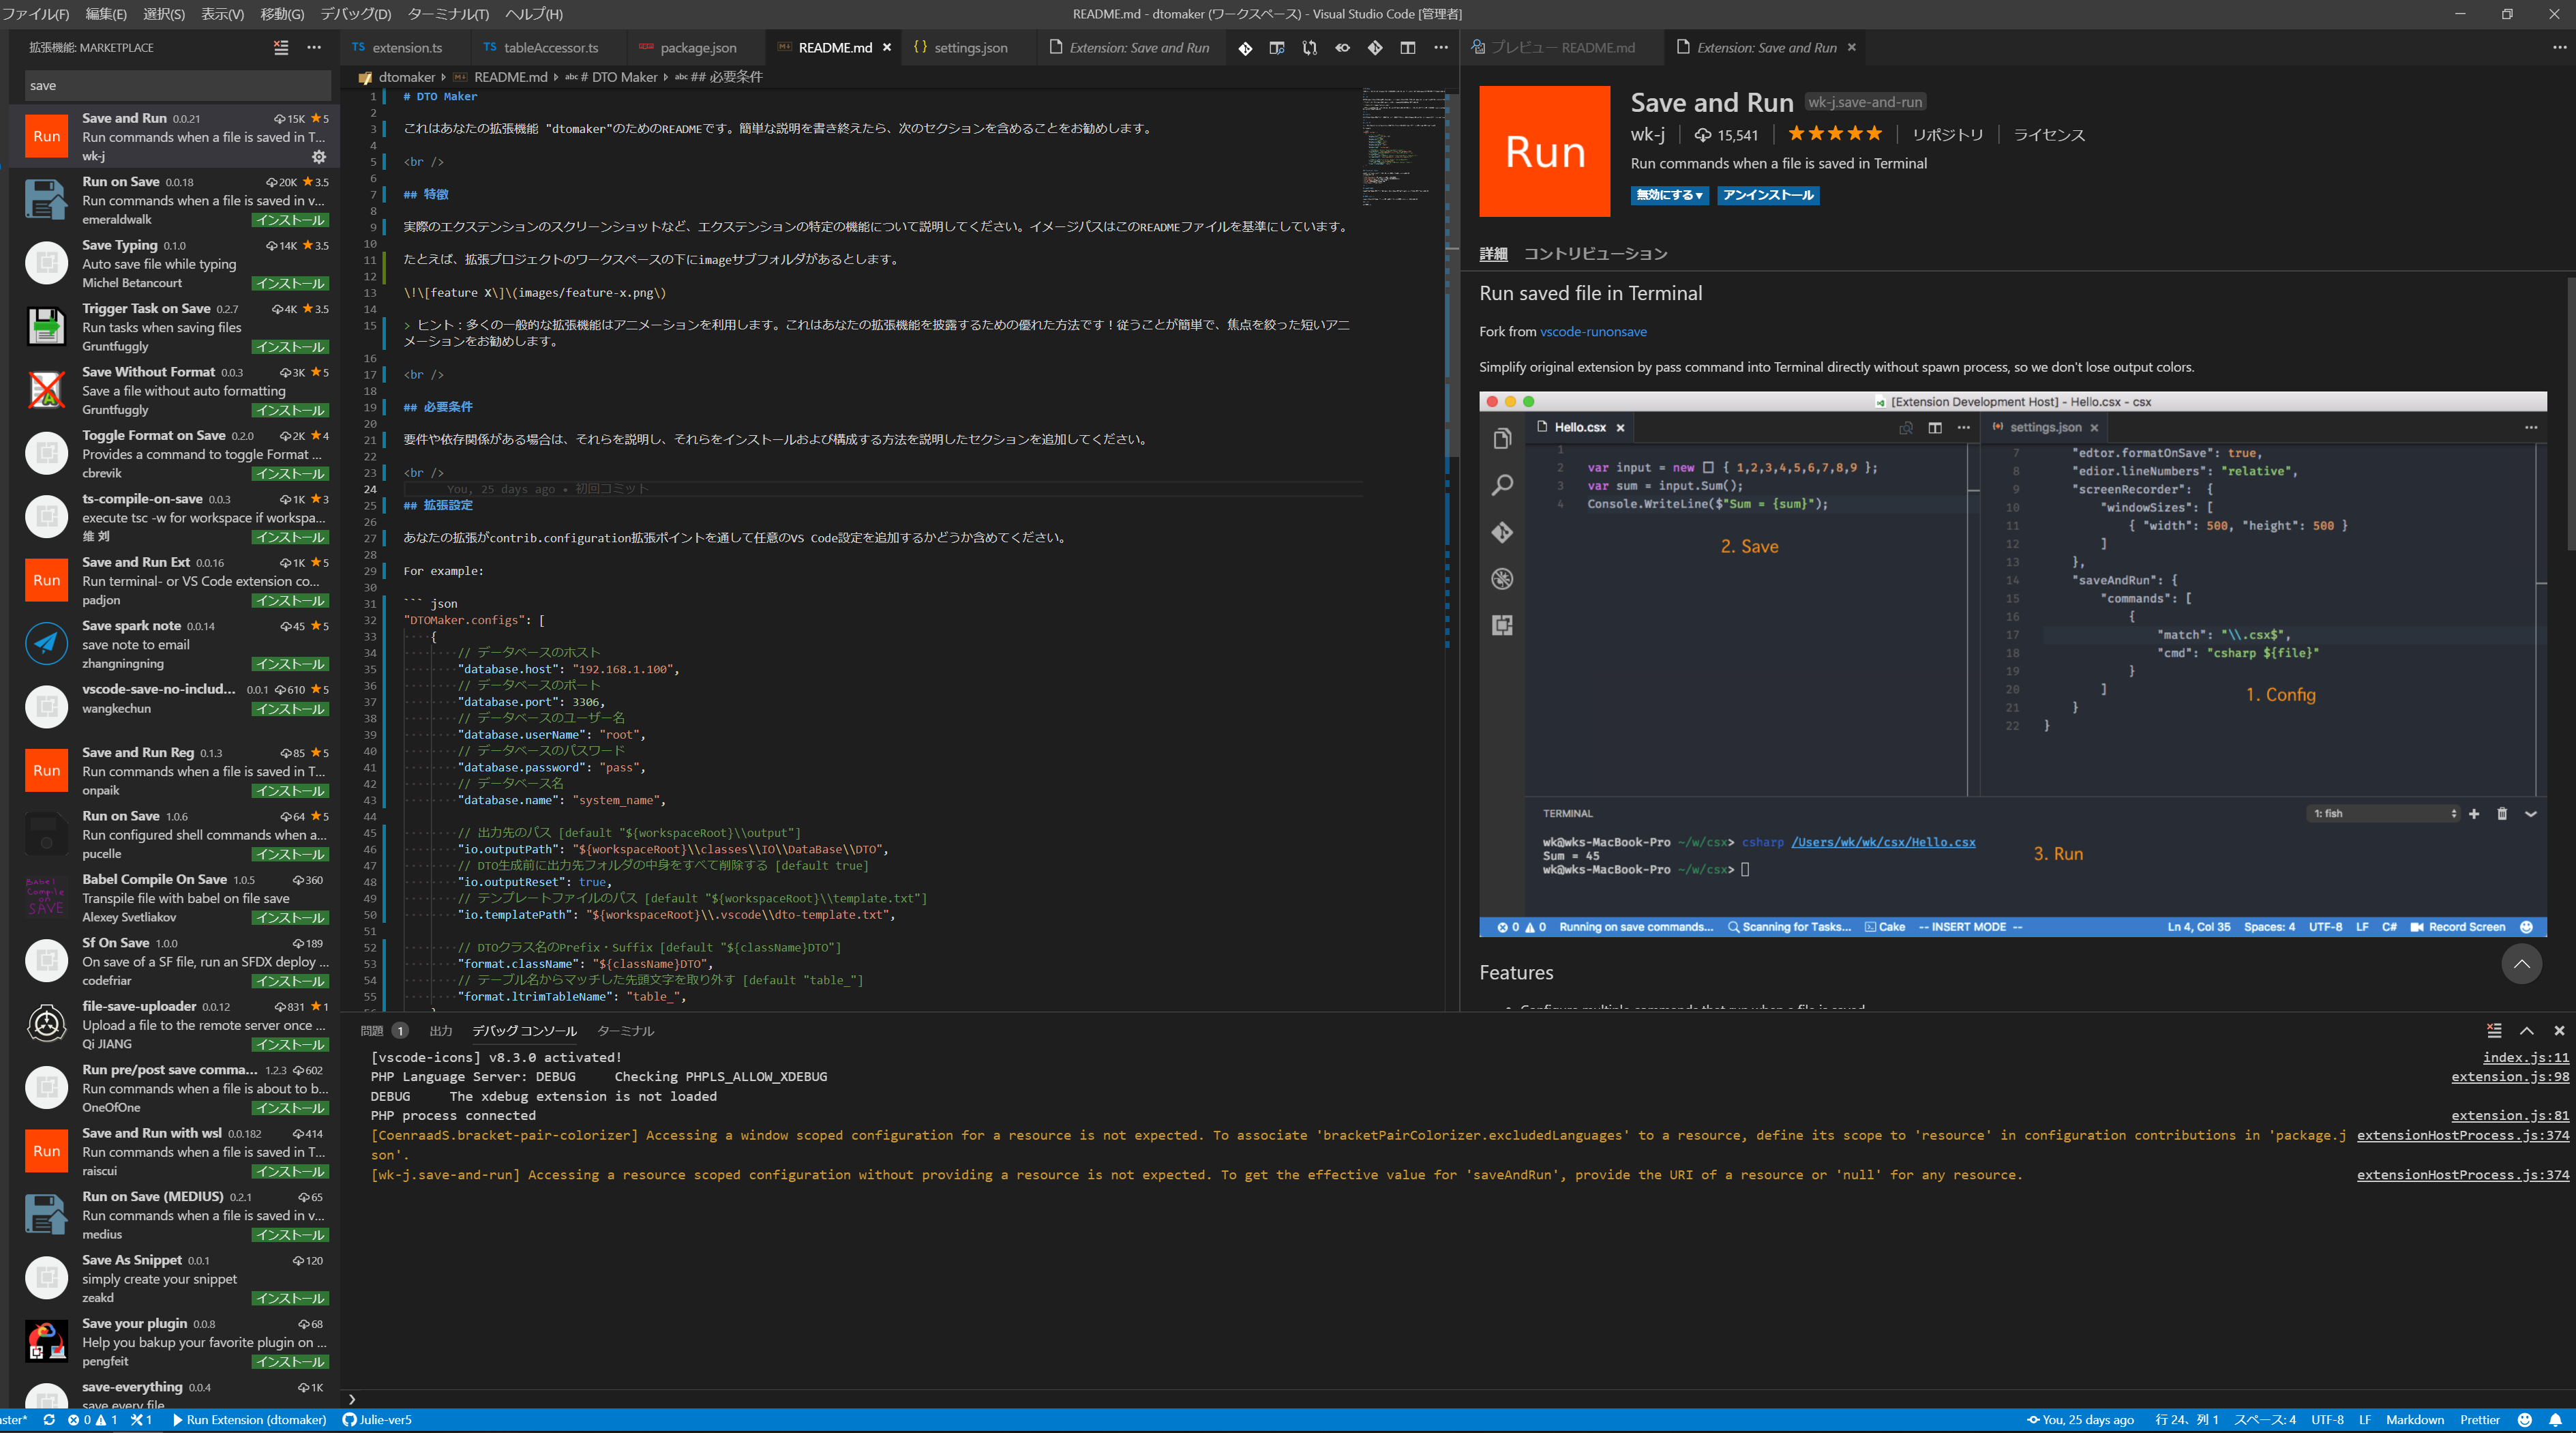 ファイル(F) 編集(E) 選択(S) 表示(V) 移動(G) デバッグ(D) ターミナル(T) ヘルプ(H)
README.md - dtomaker (ワークスペース) - Visual Studio Code [管理者]
拡張機能: MARKETPLACE
save
Save and Run 0.0.21 15K 5
Run commands when a file is saved in T...
wk-j
Run on Save 0.0.18 20K 3.5
Run commands when a file is saved in v...
emeraldwalk インストール
Save Typing 0.1.0 14K 3.5
Auto save file while typing
Michel Betancourt インストール
Trigger Task on Save 0.2.7 4K 3.5
Run tasks when saving files
Gruntfuggly インストール
Save Without Format 0.0.3 3K 5
Save a file without auto formatting
Gruntfuggly インストール
Toggle Format on Save 0.2.0 2K 4
Provides a command to toggle Format ...
cbrevik インストール
ts-compile-on-save 0.0.3 1K 3
execute tsc -w for workspace if workspa...
维 刘 インストール
Save and Run Ext 0.0.16 1K 5
Run terminal- or VS Code extension co...
padjon インストール
Save spark note 0.0.14 45 5
save note to email
zhangningning インストール
vscode-save-no-includ... 0.0.1 610 5
wangkechun インストール
Save and Run Reg 0.1.3 85 5
Run commands when a file is saved in T...
onpaik インストール
Run on Save 1.0.6 64 5
Run configured shell commands when a...
pucelle インストール
Babel Compile On Save 1.0.5 360
Transpile file with babel on file save
Alexey Svetliakov インストール
Sf On Save 1.0.0 189
On save of a SF file, run an SFDX deploy ...
codefriar インストール
file-save-uploader 0.0.12 831 1
Upload a file to the remote server once ...
Qi JIANG インストール
Run pre/post save comma... 1.2.3 602
Run commands when a file is about to b...
OneOfOne インストール
Save and Run with wsl 0.0.182 414
Run commands when a file is saved in T...
raiscui インストール
Run on Save (MEDIUS) 0.2.1 65
Run commands when a file is saved in v...
medius インストール
Save As Snippet 0.0.1 120
simply create your snippet
zeakd インストール
Save your plugin 0.0.8 68
Help you bakup your favorite plugin on ...
pengfeit インストール
save-everything 0.0.4 1K
save every file
extension.ts tableAccessor.ts package.json README.md settings.json Extension: Save and Run
dtomaker README.md # DTO Maker ## 必要条件
1 # DTO Maker
2
3 これはあなたの拡張機能 "dtomaker"のためのREADMEです。簡単な説明を書き終えたら、次のセクションを含めることをお勧めします。
4
5 <br />
6
7 ## 特徴
8
9 実際のエクステンションのスクリーンショットなど、エクステンションの特定の機能について説明してください。イメージパスはこのREADMEファイルを基準にしています。
10
11 たとえば、拡張プロジェクトのワークスペースの下にimageサブフォルダがあるとします。
12
13 \!\[feature X\]\(images/feature-x.png\)
14
15 > ヒント：多くの一般的な拡張機能はアニメーションを利用します。これはあなたの拡張機能を披露するための優れた方法です！従うことが簡単で、焦点を絞った短いアニ
メーションをお勧めします。
16
17 <br />
18
19 ## 必要条件
20
21 要件や依存関係がある場合は、それらを説明し、それらをインストールおよび構成する方法を説明したセクションを追加してください。
22
23 <br />
24 You, 25 days ago • 初回コミット
25 ## 拡張設定
26
27 あなたの拡張がcontrib.configuration拡張ポイントを通して任意のVS Code設定を追加するかどうか含めてください。
28
29 For example:
30
31 ``` json
32 "DTOMaker.configs": [
33 {
34 // データベースのホスト
35 "database.host": "192.168.1.100",
36 // データベースのポート
37 "database.port": 3306,
38 // データベースのユーザー名
39 "database.userName": "root",
40 // データベースのパスワード
41 "database.password": "pass",
42 // データベース名
43 "database.name": "system_name",
44
45 // 出力先のパス [default "${workspaceRoot}\\output"]
46 "io.outputPath": "${workspaceRoot}\\classes\\IO\\DataBase\\DTO",
47 // DTO生成前に出力先フォルダの中身をすべて削除する [default true]
48 "io.outputReset": true,
49 // テンプレートファイルのパス [default "${workspaceRoot}\\template.txt"]
50 "io.templatePath": "${workspaceRoot}\\.vscode\\dto-template.txt",
51
52 // DTOクラス名のPrefix・Suffix [default "${className}DTO"]
53 "format.className": "${className}DTO",
54 // テーブル名からマッチした先頭文字を取り外す [default "table_"]
55 "format.ltrimTableName": "table_",
プレビュー README.md Extension: Save and Run
Run
Save and Run wk-j.save-and-run
wk-j 15,541 リポジトリ ライセンス
Run commands when a file is saved in Terminal
無効にする▼ アンインストール
詳細 コントリビューション
Run saved file in Terminal
Fork from vscode-runonsave
Simplify original extension by pass command into Terminal directly without spawn process, so we don't lose output colors.
[Extension Development Host] - Hello.csx - csx
Hello.csx
1
2 var input = new [] { 1,2,3,4,5,6,7,8,9 };
3 var sum = input.Sum();
4 Console.WriteLine($"Sum = {sum}");
2. Save
settings.json
7 "edtor.formatOnSave": true,
8 "edior.lineNumbers": "relative",
9 "screenRecorder": {
10 "windowSizes": [
11 { "width": 500, "height": 500 }
12 ]
13 },
14 "saveAndRun": {
15 "commands": [
16 {
17 "match": "\\.csx$",
18 "cmd": "csharp ${file}"
19 }
20 ]
21 }
22 }
1. Config
TERMINAL 1: fish
wk@wks-MacBook-Pro ~/w/csx> csharp /Users/wk/wk/csx/Hello.csx
Sum = 45
wk@wks-MacBook-Pro ~/w/csx>
3. Run
0 0 Running on save commands... Scanning for Tasks... Cake -- INSERT MODE -- Ln 4, Col 35 Spaces: 4 UTF-8 LF C# Record Screen
Features
Configure multiple commands that run when a file is saved
問題 1 出力 デバッグ コンソール ターミナル
[vscode-icons] v8.3.0 activated! index.js:11
PHP Language Server: DEBUG Checking PHPLS_ALLOW_XDEBUG extension.js:98
DEBUG The xdebug extension is not loaded
PHP process connected extension.js:81
[CoenraadS.bracket-pair-colorizer] Accessing a window scoped configuration for a resource is not expected. To associate 'bracketPairColorizer.excludedLanguages' to a resource, define its scope to 'resource' in configuration contributions in 'package.j extensionHostProcess.js:374
son'.
[wk-j.save-and-run] Accessing a resource scoped configuration without providing a resource is not expected. To get the effective value for 'saveAndRun', provide the URI of a resource or 'null' for any resource. extensionHostProcess.js:374
aster* 0 1 1 Run Extension (dtomaker) Julie-ver5 You, 25 days ago 行 24、列 1 スペース: 4 UTF-8 LF Markdown Prettier